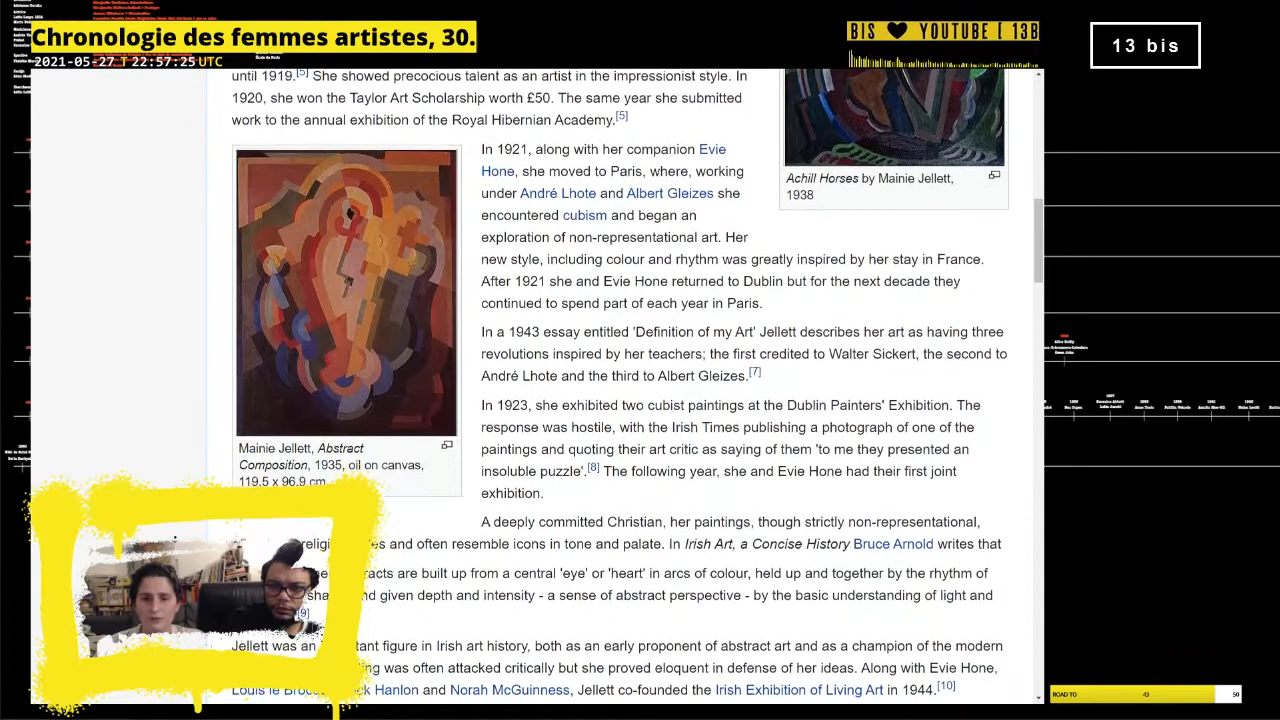 Chronologie des femmes artistes, 30.
2021-05-27 T 22:57:25 UTC
BIS YOUTUBE [ 13B
13 bis
until 1919.[5] She showed precocious talent as an artist in the impressionist style. In
1920, she won the Taylor Art Scholarship worth £50. The same year she submitted
work to the annual exhibition of the Royal Hibernian Academy.[5]
Achill Horses by Mainie Jellett,
1938
In 1921, along with her companion Evie
Hone, she moved to Paris, where, working
under André Lhote and Albert Gleizes she
encountered cubism and began an
exploration of non-representational art. Her
new style, including colour and rhythm was greatly inspired by her stay in France.
After 1921 she and Evie Hone returned to Dublin but for the next decade they
continued to spend part of each year in Paris.
In a 1943 essay entitled 'Definition of my Art' Jellett describes her art as having three
revolutions inspired by her teachers; the first credited to Walter Sickert, the second to
André Lhote and the third to Albert Gleizes.[7]
In 1923, she exhibited two cubist paintings at the Dublin Painters' Exhibition. The
response was hostile, with the Irish Times publishing a photograph of one of the
paintings and quoting their art critic as saying of them 'to me they presented an
insoluble puzzle'.[8] The following year, she and Evie Hone had their first joint
exhibition.
Mainie Jellett, Abstract
Composition, 1935, oil on canvas,
119.5 x 96.9 cm
A deeply committed Christian, her paintings, though strictly non-representational,
and often resemble icons in tone and palate. In Irish Art, a Concise History Bruce Arnold writes that
are built up from a central 'eye' or 'heart' in arcs of colour, held up and together by the rhythm of
given depth and intensity - a sense of abstract perspective - by the basic understanding of light and
[9]
Jellett was an figure in Irish art history, both as an early proponent of abstract art and as a champion of the modern
was often attacked critically but she proved eloquent in defense of her ideas. Along with Evie Hone,
Louis le Hanlon and Norah McGuinness, Jellett co-founded the Irish Exhibition of Living Art in 1944.[10]
ROAD TO 43 50